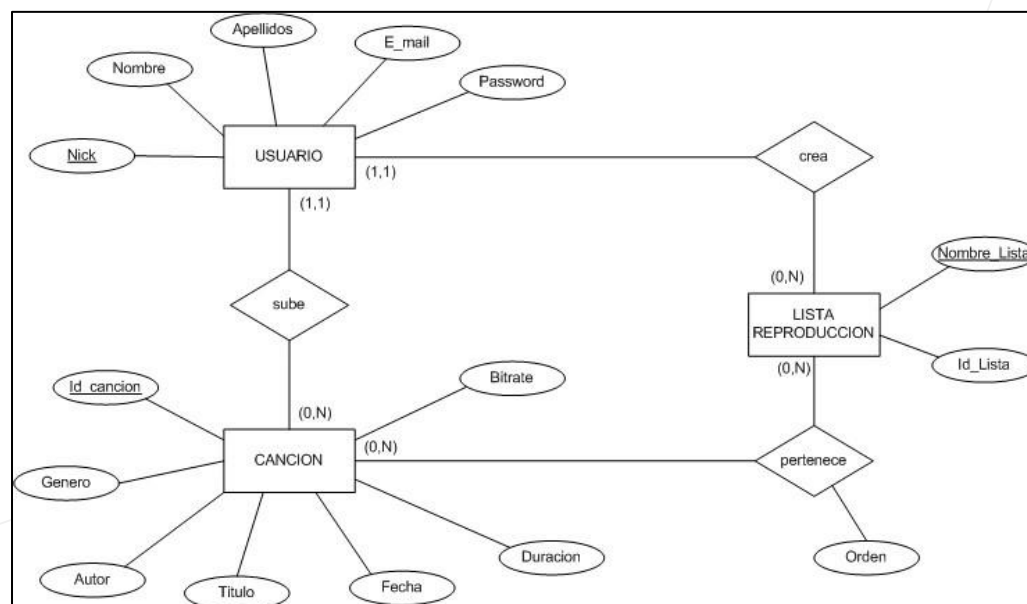 Apellidos
E_mail
Nombre
Password
Nick
USUARIO
(1,1)
(1,1)
crea
sube
(0,N)
Nombre_Lista
LISTA
REPRODUCCION
Id_Lista
(0,N)
Id_cancion
Bitrate
(0,N)
(0,N)
CANCION
pertenece
Genero
Autor
Titulo
Fecha
Duracion
Orden